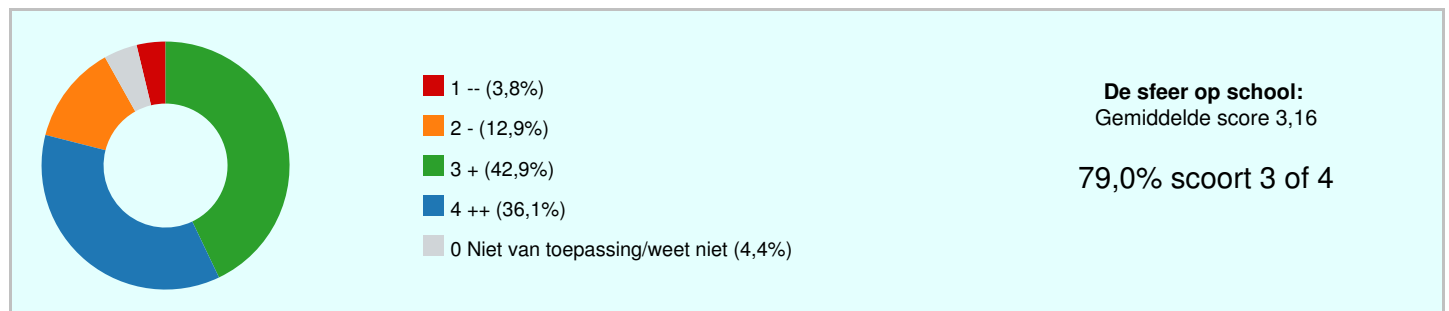 1 -- (3,8%)
2 - (12,9%)
3 + (42,9%)
4 ++ (36,1%)
0 Niet van toepassing/weet niet (4,4%)
De sfeer op school:
Gemiddelde score 3,16
79,0% scoort 3 of 4